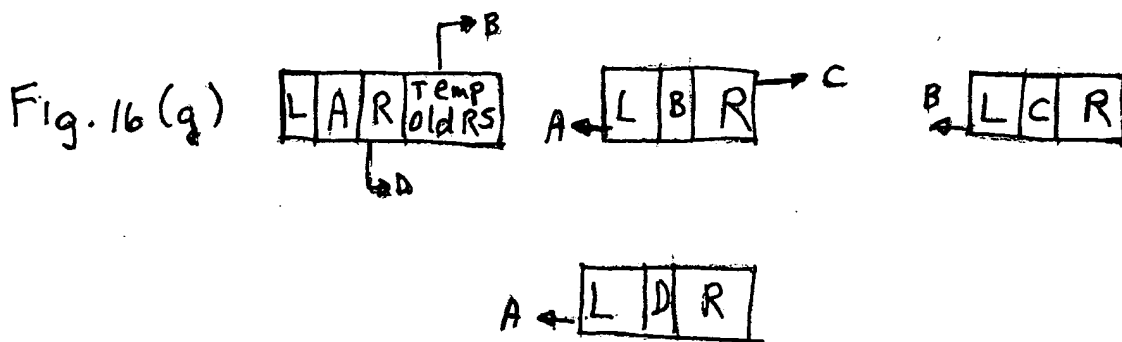 Fig. 16 (g)
B
L A R Temp Old RS
D
A L B R C
B L C R
A L D R